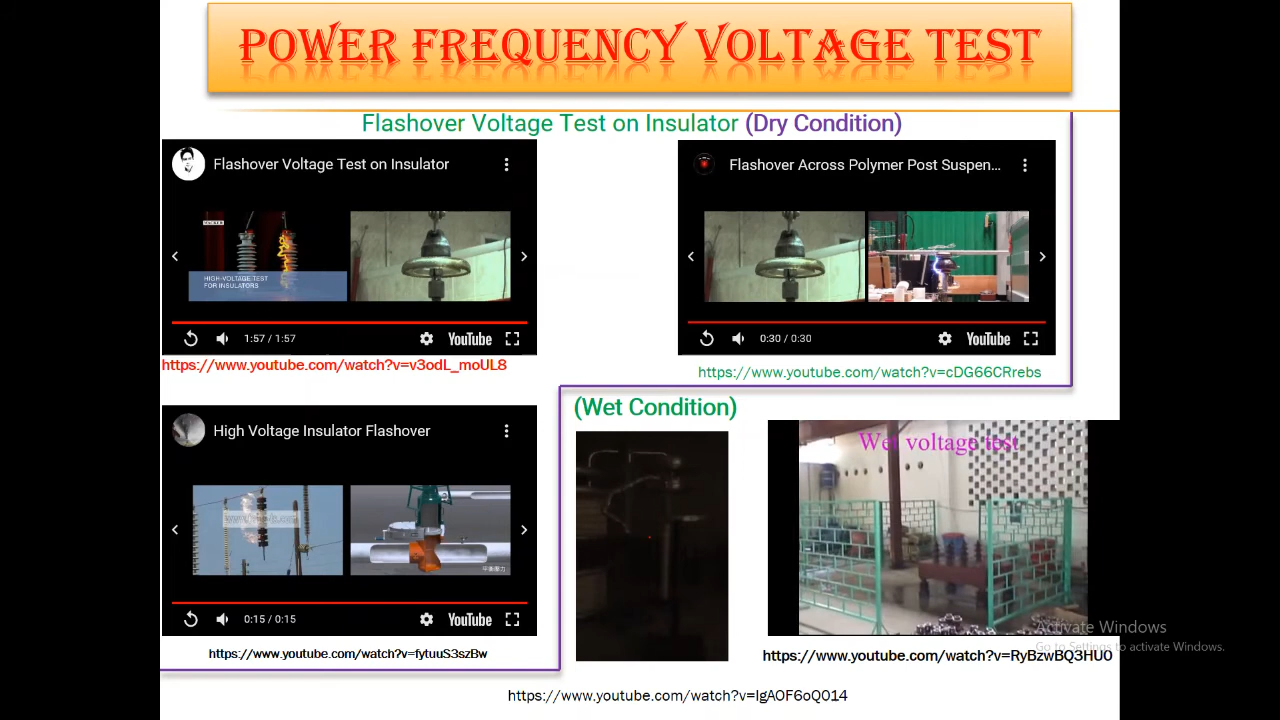 POWER FREQUENCY VOLTAGE TEST
Flashover Voltage Test on Insulator (Dry Condition)
Flashover Voltage Test on Insulator
HIGH-VOLTAGE TEST
FOR INSULATORS
1:57 / 1:57
YouTube
https://www.youtube.com/watch?v=v3odL_moUL8
Flashover Across Polymer Post Suspen...
0:30 / 0:30
YouTube
https://www.youtube.com/watch?v=cDG66CRrebs
High Voltage Insulator Flashover
0:15 / 0:15
YouTube
https://www.youtube.com/watch?v=fytuuS3szBw
(Wet Condition)
Wet voltage test
https://www.youtube.com/watch?v=RyBzwBQ3HU0
https://www.youtube.com/watch?v=IgAOF6oQO14
Activate Windows
Go to Settings to activate Windows.